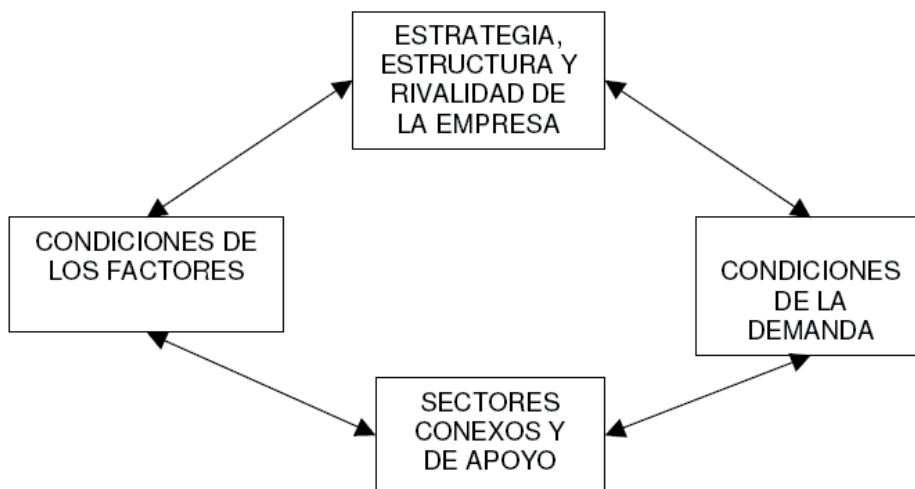 ESTRATEGIA,
ESTRUCTURA Y
RIVALIDAD DE
LA EMPRESA
CONDICIONES DE
LOS FACTORES
CONDICIONES
DE LA
DEMANDA
SECTORES
CONEXOS Y
DE APOYO